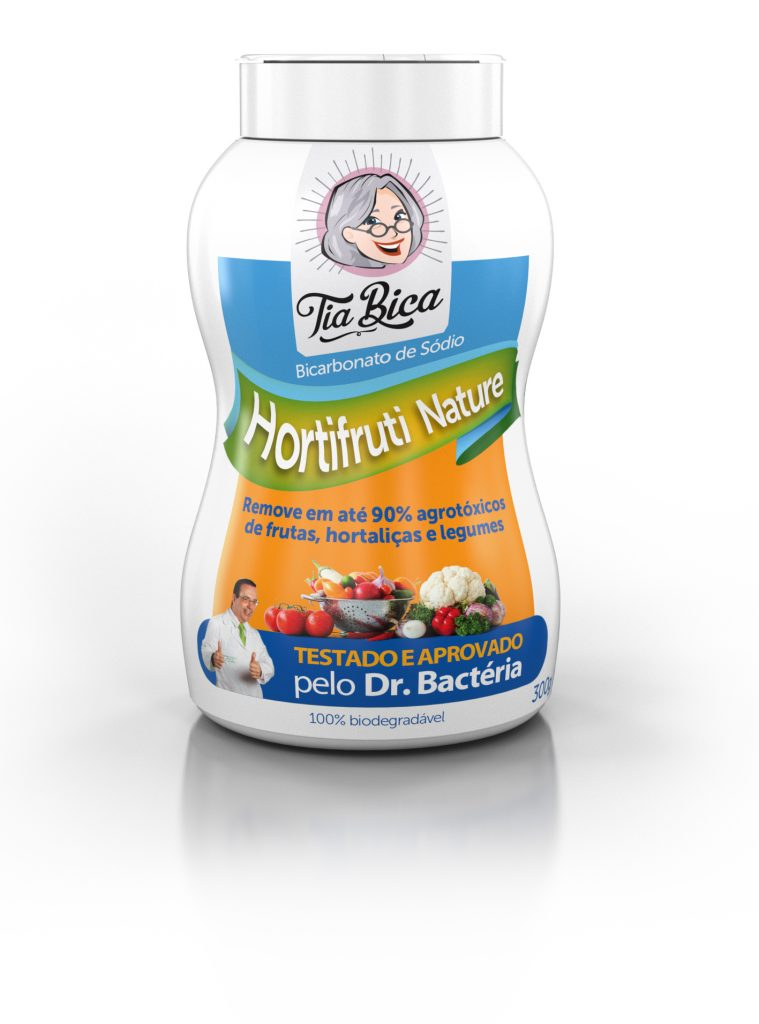 Tia Bica
Bicarbonato de Sódio
Hortifruti Nature
Remove em até 90% agrotóxicos
de frutas, hortaliças e legumes
TESTADO E APROVADO
pelo Dr. Bactéria
300g
100% biodegradável